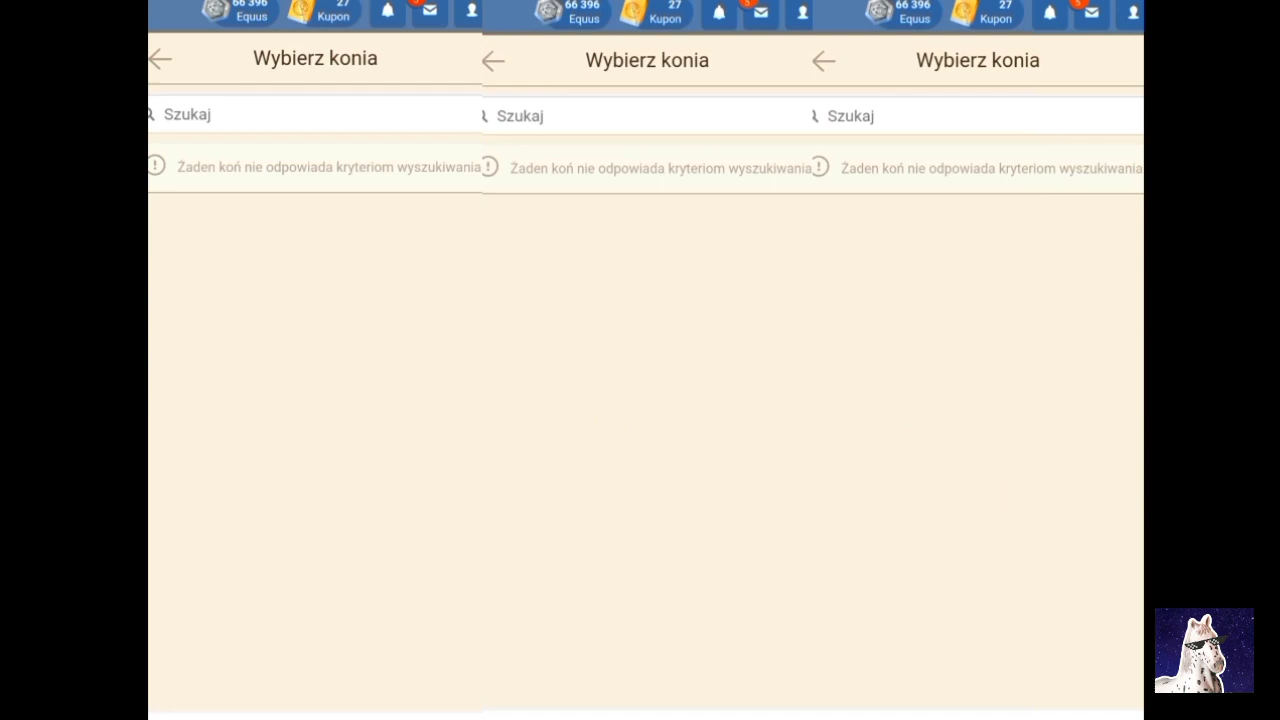 66 396 27
Equus Kupon
Wybierz konia
Szukaj
Żaden koń nie odpowiada kryteriom wyszukiwania
66 396 27 5
Equus Kupon
Wybierz konia
Szukaj
Żaden koń nie odpowiada kryteriom wyszukiwania
66 396 27 5
Equus Kupon
Wybierz konia
Szukaj
Żaden koń nie odpowiada kryteriom wyszukiwania